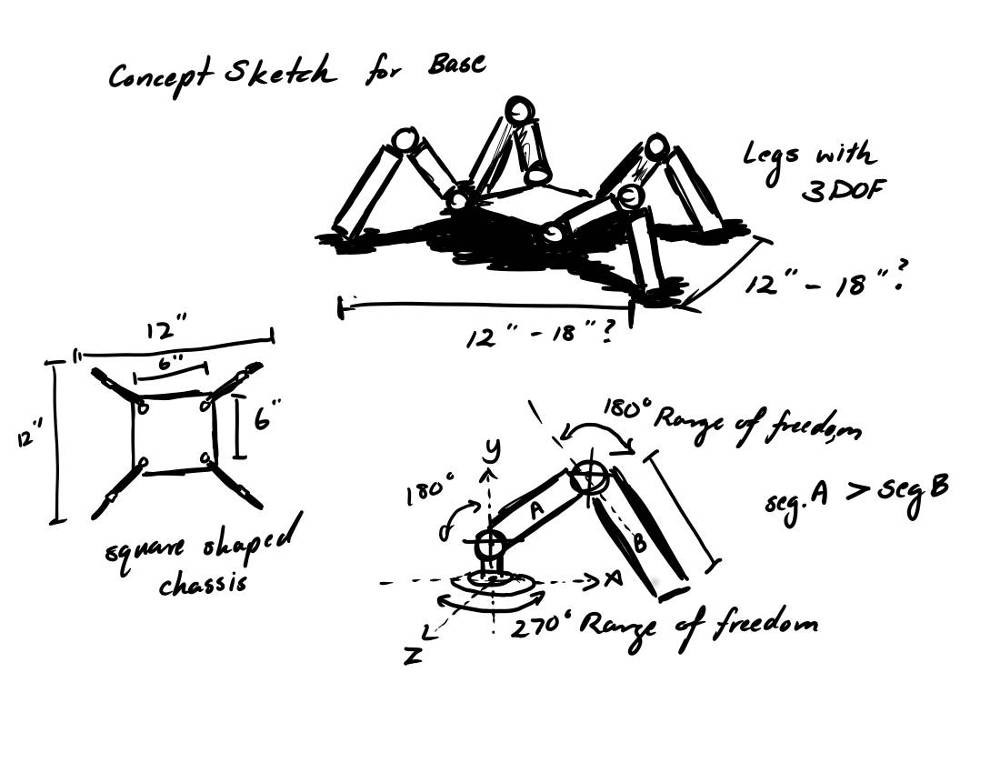 Concept Sketch for Base
Legs with
3DOF
12" - 18"?
12" - 18"?
12"
6"
12"
6"
square shaped
chassis
180° Range of freedom
y
180°
A
B
seg. A > seg B
X
Z
270° Range of freedom